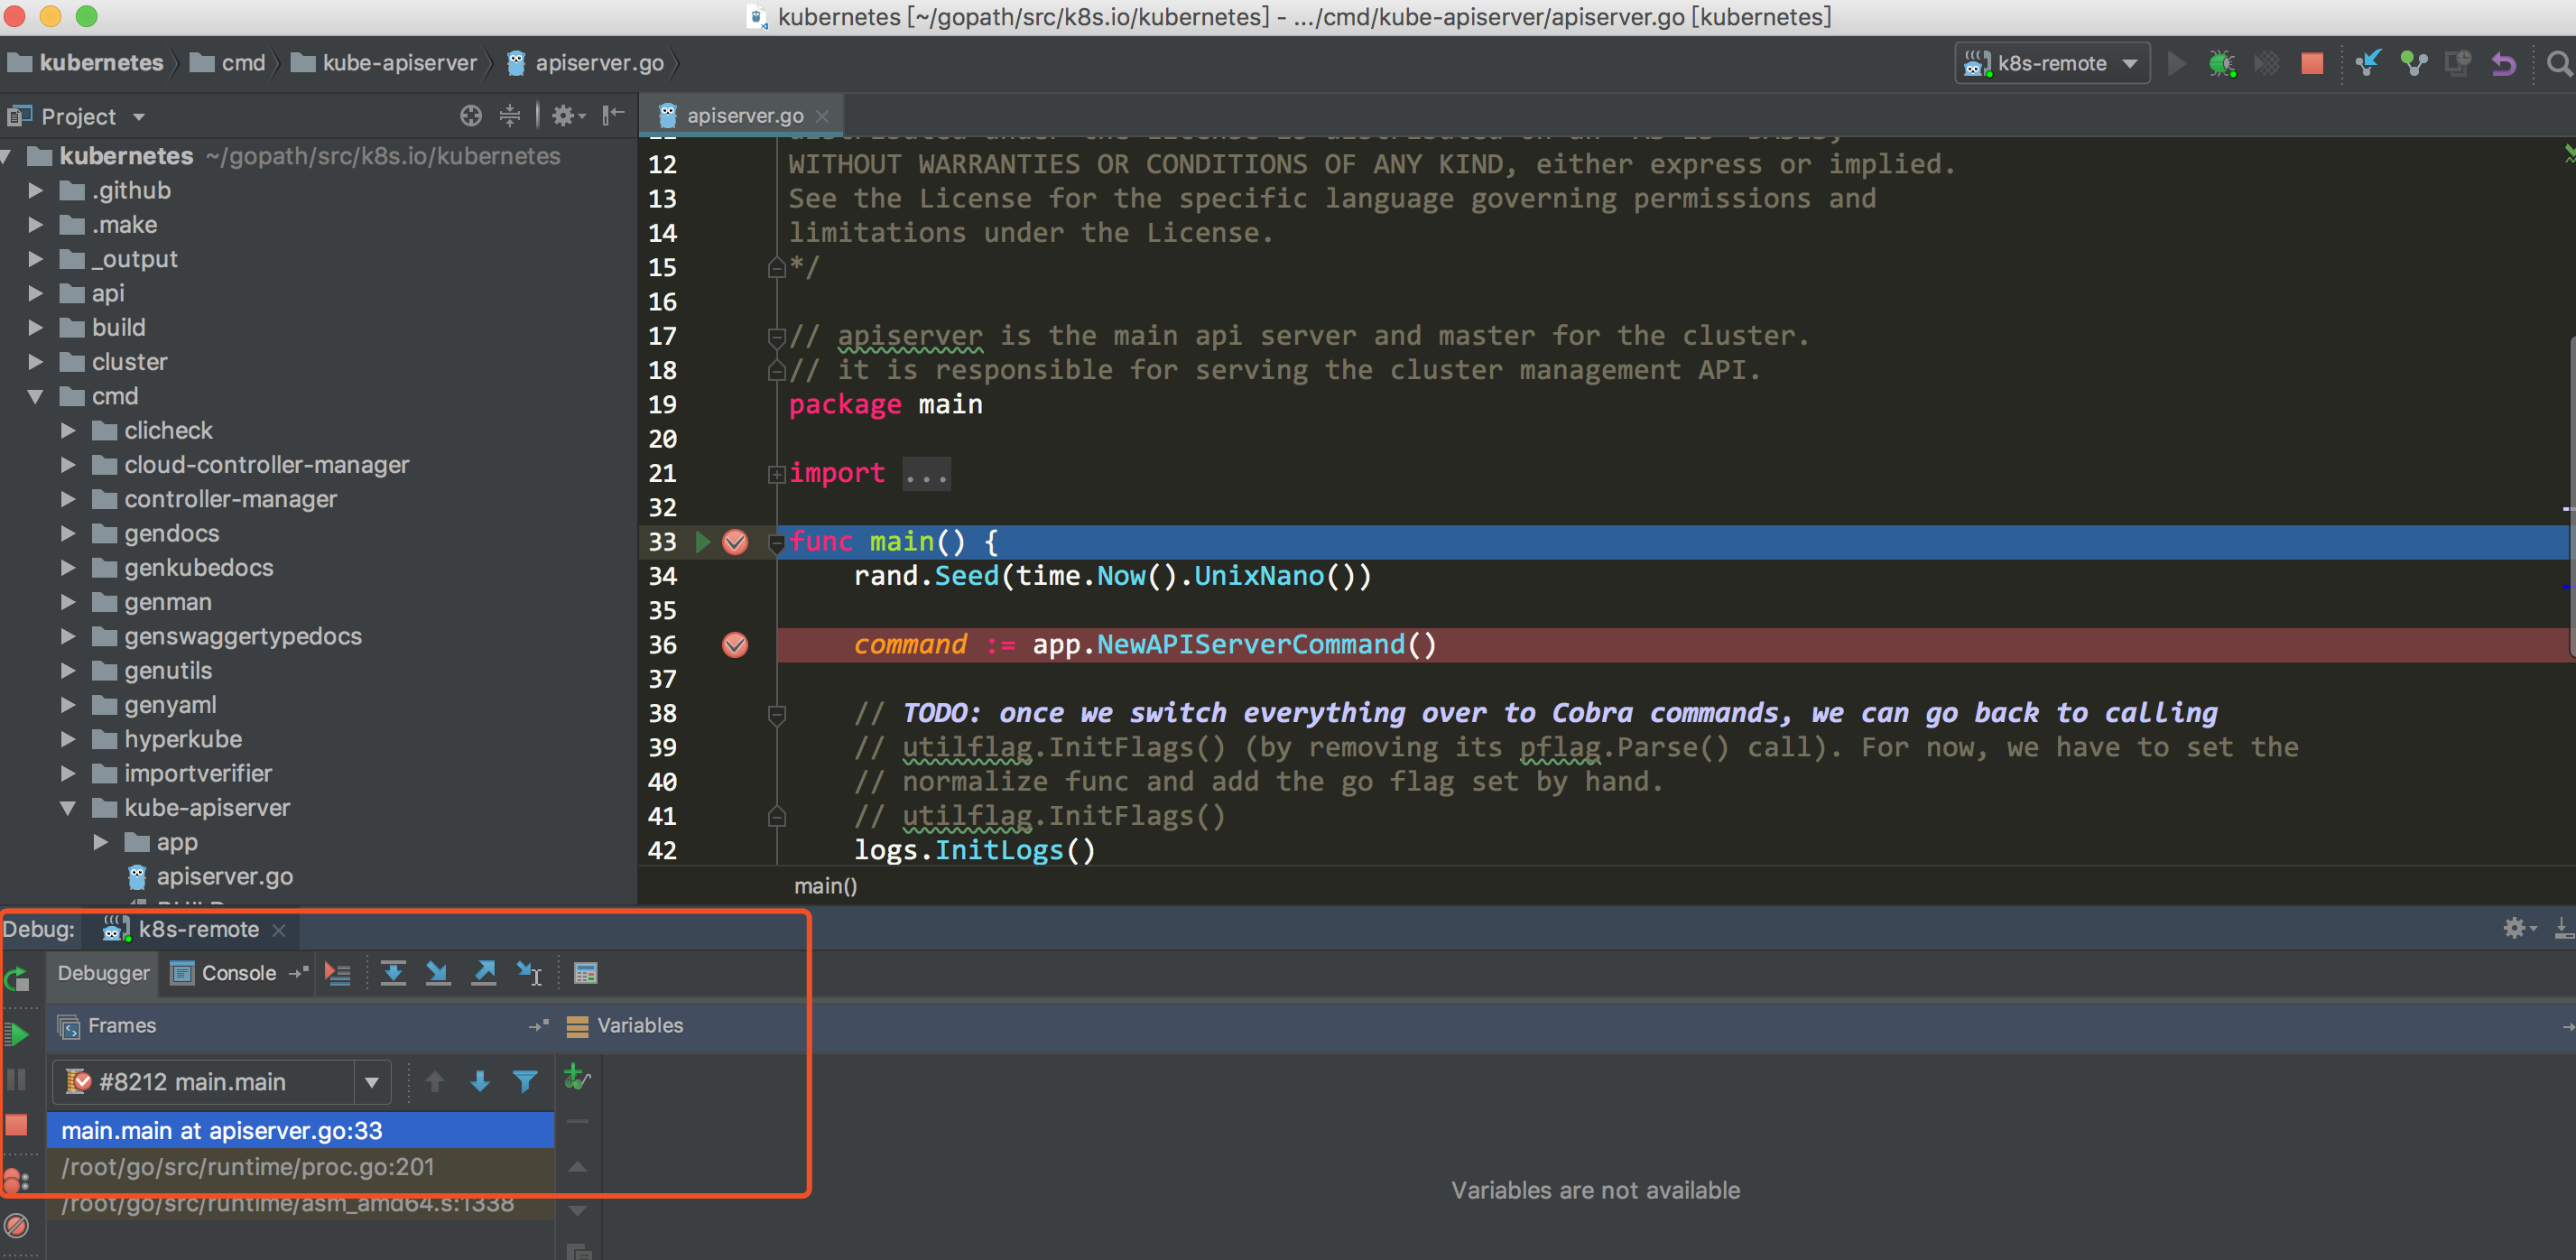 kubernetes [~/gopath/src/k8s.io/kubernetes] - .../cmd/kube-apiserver/apiserver.go [kubernetes]
kubernetes cmd kube-apiserver apiserver.go k8s-remote
Project
apiserver.go
kubernetes ~/gopath/src/k8s.io/kubernetes
.github
.make
_output
api
build
cluster
cmd
clicheck
cloud-controller-manager
controller-manager
gendocs
genkubedocs
genman
genswaggertypedocs
genutils
genyaml
hyperkube
importverifier
kube-apiserver
app
apiserver.go
12 WITHOUT WARRANTIES OR CONDITIONS OF ANY KIND, either express or implied.
13 See the License for the specific language governing permissions and
14 limitations under the License.
15 */
16
17 // apiserver is the main api server and master for the cluster.
18 // it is responsible for serving the cluster management API.
19 package main
20
21 import ...
32
33 func main() {
34 rand.Seed(time.Now().UnixNano())
35
36 command := app.NewAPIServerCommand()
37
38 // TODO: once we switch everything over to Cobra commands, we can go back to calling
39 // utilflag.InitFlags() (by removing its pflag.Parse() call). For now, we have to set the
40 // normalize func and add the go flag set by hand.
41 // utilflag.InitFlags()
42 logs.InitLogs()
main()
Debug: k8s-remote
Debugger Console
Frames Variables
#8212 main.main
main.main at apiserver.go:33
/root/go/src/runtime/proc.go:201
/root/go/src/runtime/asm_amd64.s:1338
Variables are not available